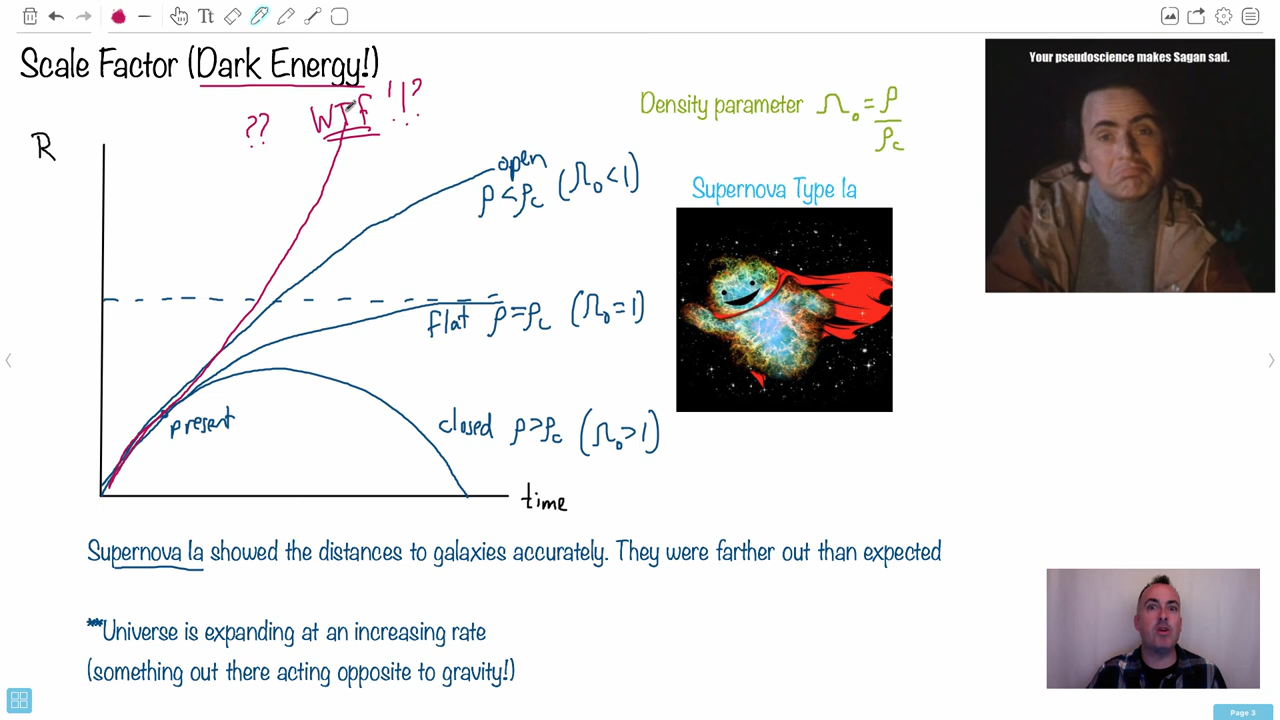 Tt
Scale Factor (Dark Energy!)
Your pseudoscience makes Sagan sad.
?? WTF !!?
Density parameter Ω₀ = ρ/ρc
R
open
ρ < ρc (Ω₀ < 1)
Supernova Type Ia
flat ρ = ρc (Ω₀ = 1)
present
closed ρ > ρc (Ω₀ > 1)
time
Supernova Ia showed the distances to galaxies accurately. They were farther out than expected
**Universe is expanding at an increasing rate
(something out there acting opposite to gravity!)
Page 3